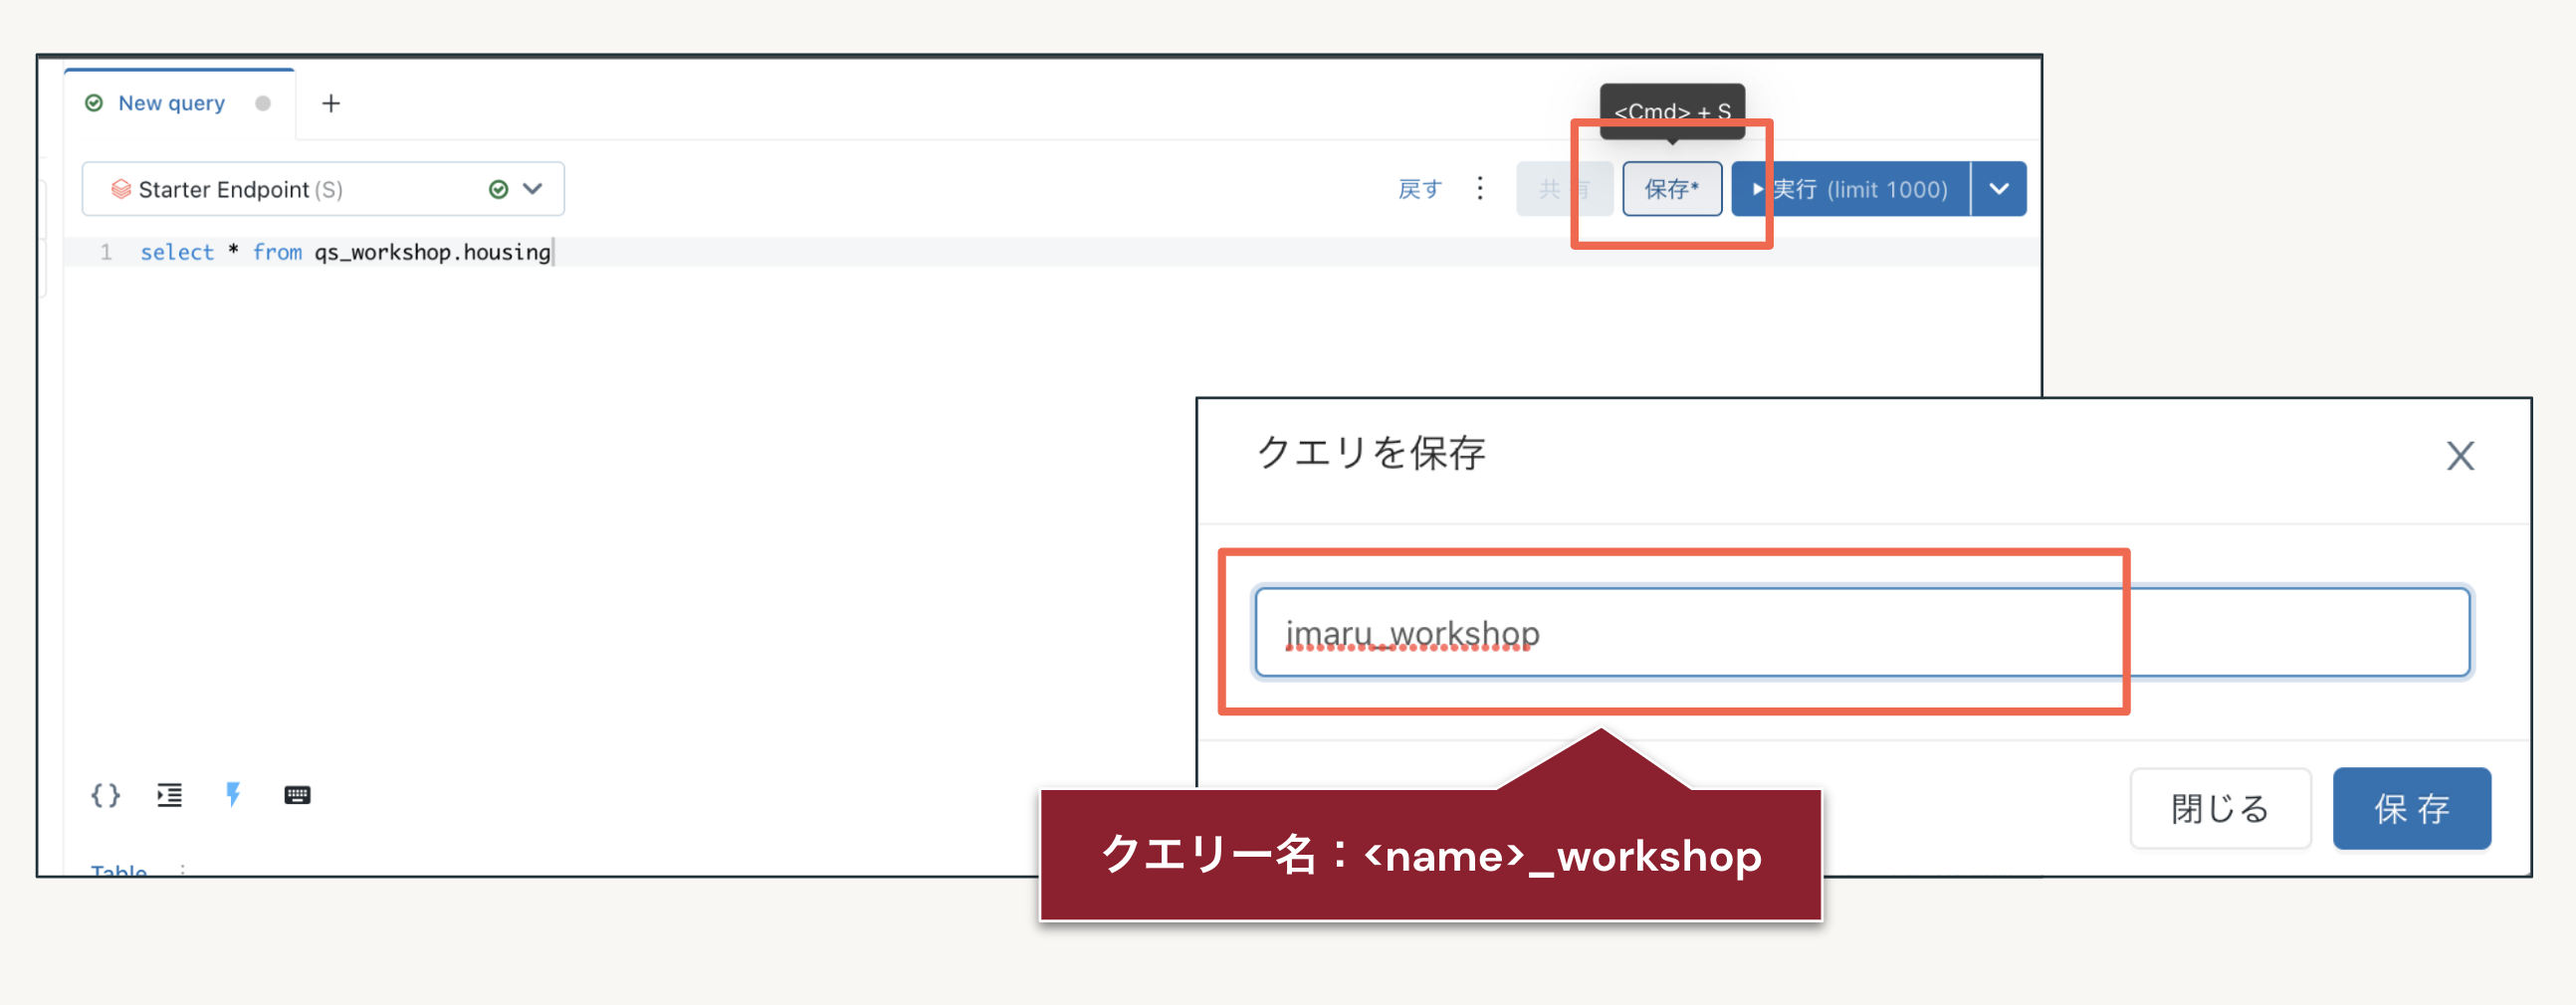 New query
<Cmd> + S
Starter Endpoint (S)
戻す
共有
保存*
実行 (limit 1000)
1 select * from qs_workshop.housing
クエリを保存
imaru_workshop
閉じる
保 存
クエリー名：<name>_workshop
Table